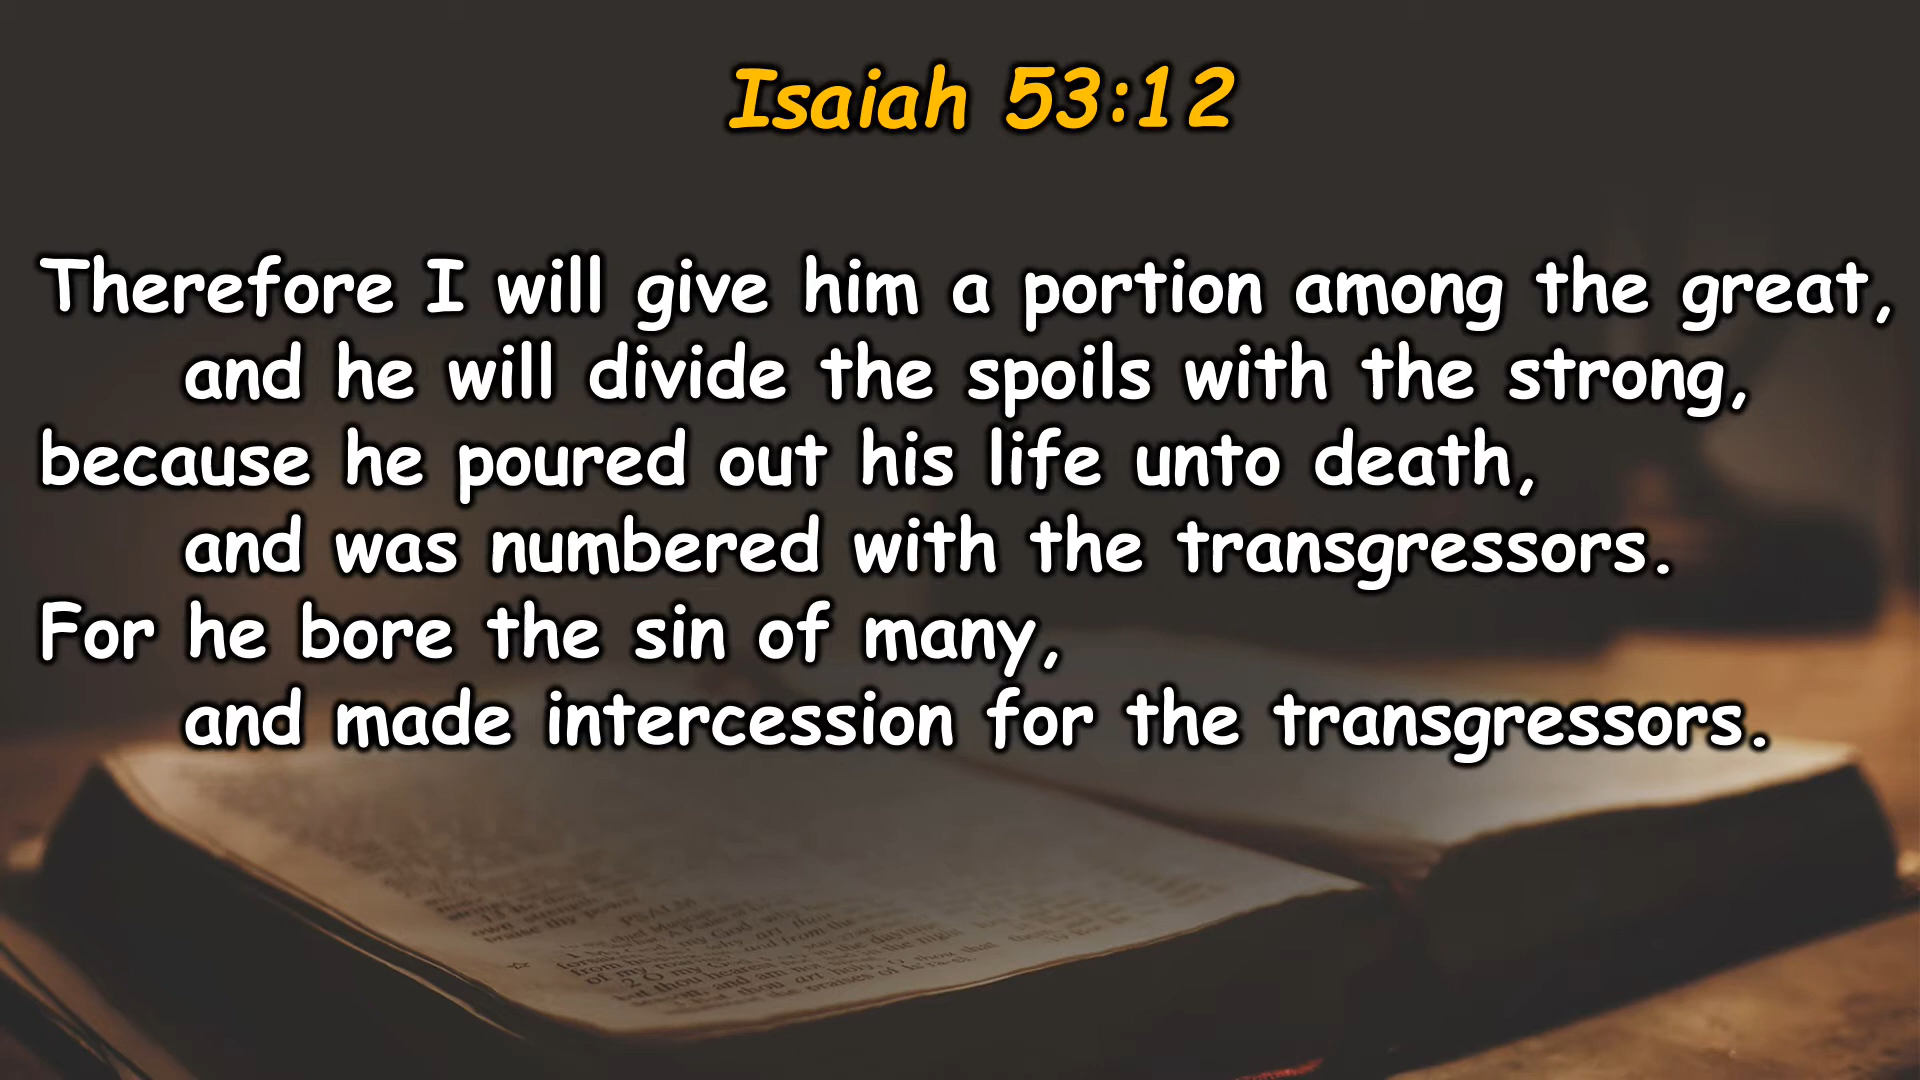 Isaiah 53:12
Therefore I will give him a portion among the great,
and he will divide the spoils with the strong,
because he poured out his life unto death,
and was numbered with the transgressors.
For he bore the sin of many,
and made intercession for the transgressors.
PSALM